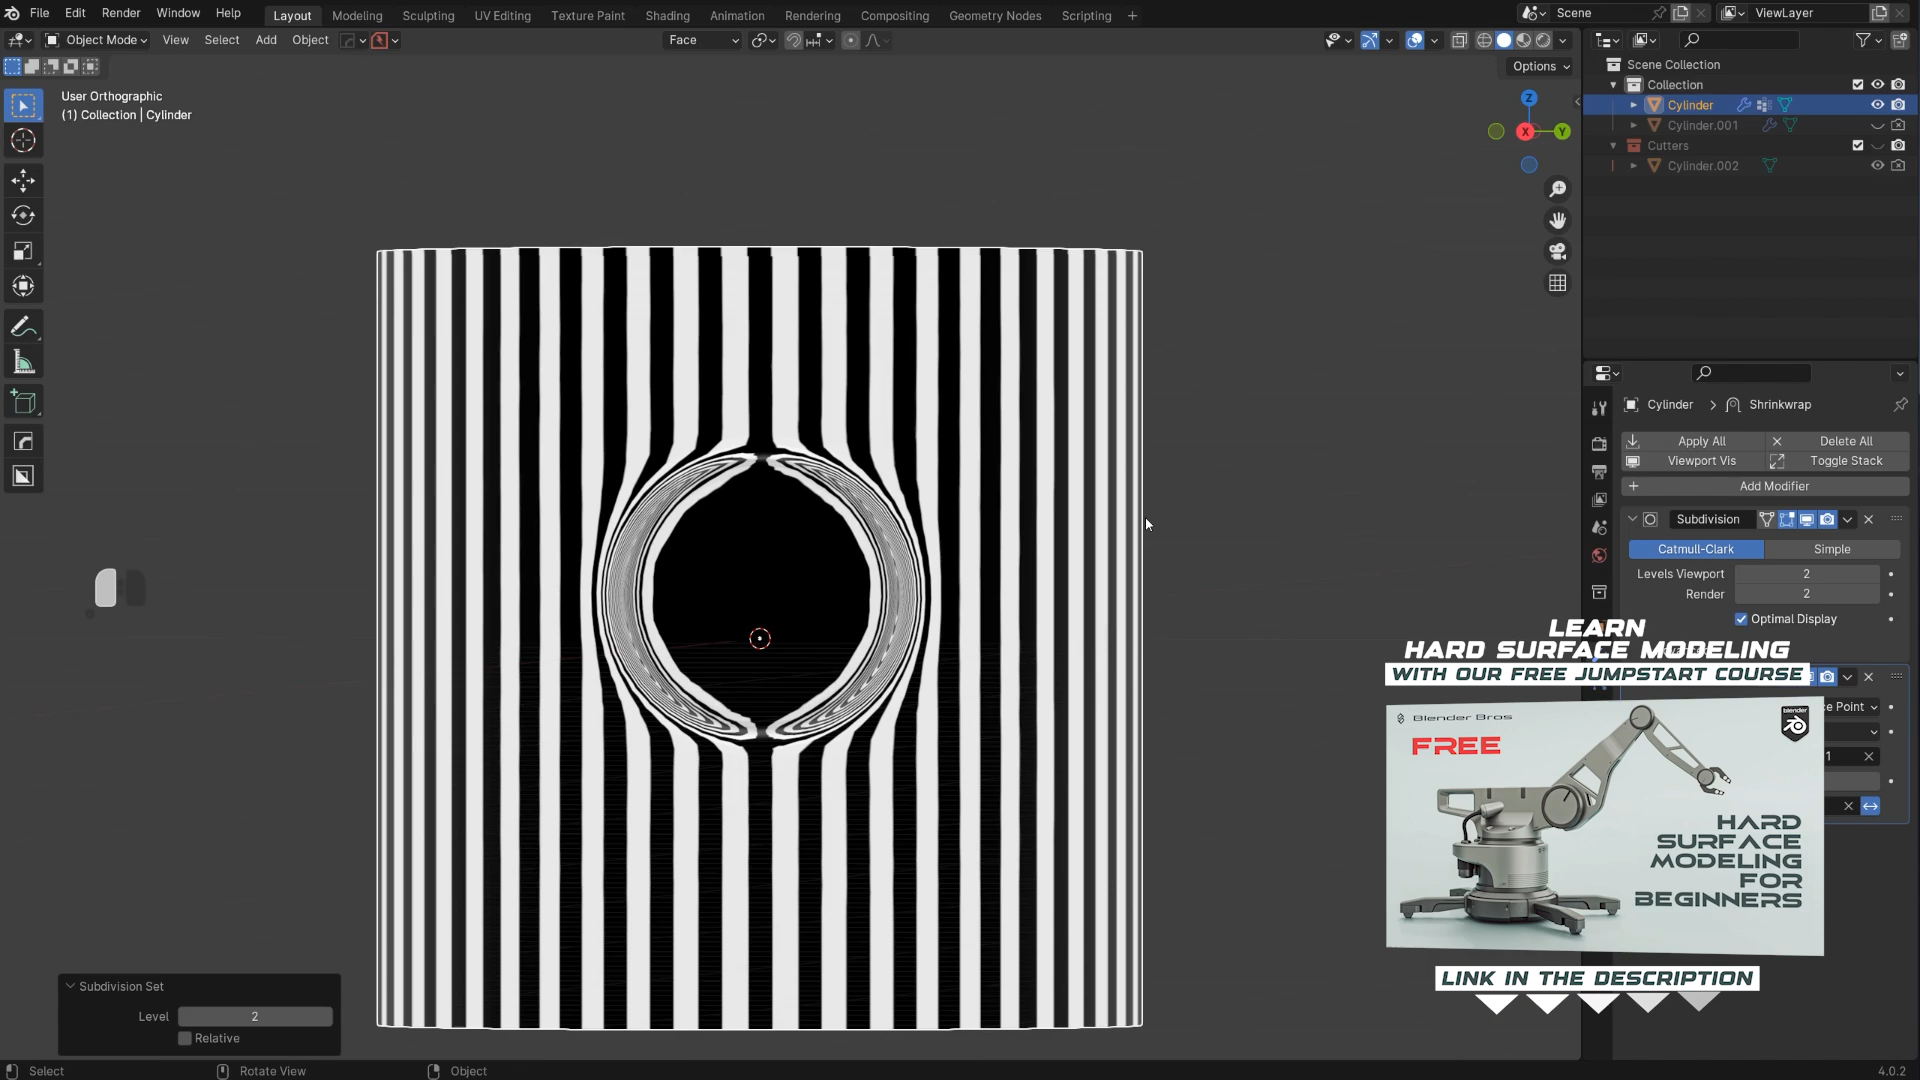 File Edit Render Window Help
Layout Modeling Sculpting UV Editing Texture Paint Shading Animation Rendering Compositing Geometry Nodes Scripting +
Scene
ViewLayer
Object Mode View Select Add Object
Face
Options
User Orthographic
(1) Collection | Cylinder
Z
X
Y
Scene Collection
Collection
Cylinder
Cylinder.001
Cutters
Cylinder.002
Cylinder > Shrinkwrap
Apply All
Delete All
Viewport Vis
Toggle Stack
Add Modifier
Subdivision
Catmull-Clark
Simple
Levels Viewport 2
Render 2
Optimal Display
ce Point
1
LEARN
HARD SURFACE MODELING
WITH OUR FREE JUMPSTART COURSE
Blender Bros
blender
FREE
HARD
SURFACE
MODELING
FOR
BEGINNERS
LINK IN THE DESCRIPTION
Subdivision Set
Level 2
Relative
Select
Rotate View
Object
4.0.2